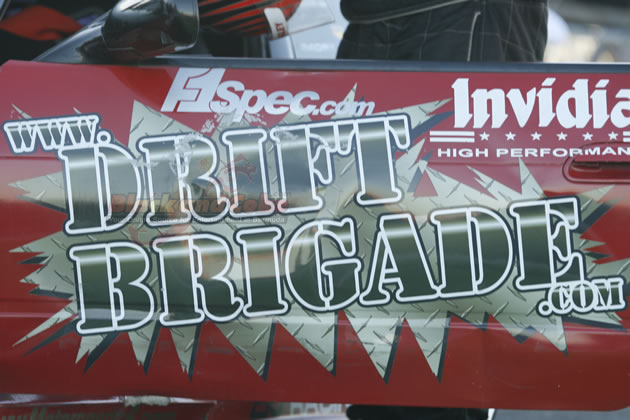 F1Spec.com
Invidia
HIGH PERFORMAN
www.
DRIFT
BRIGADE
.COM